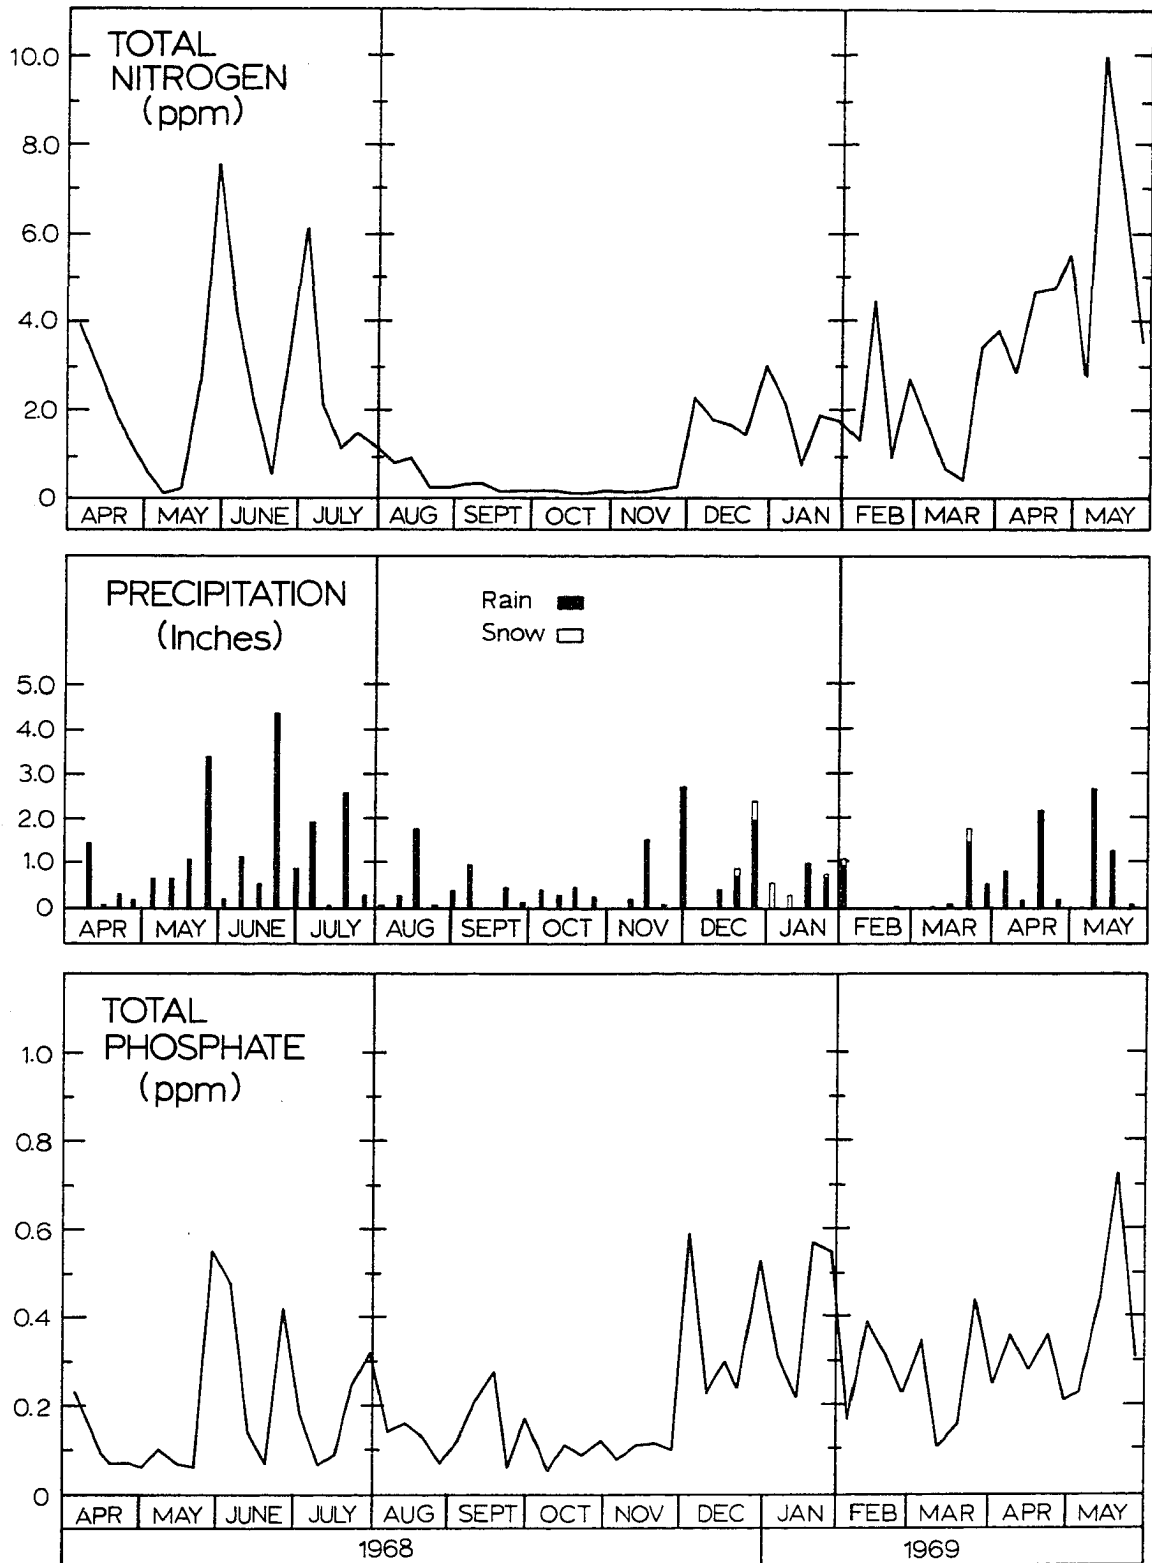 TOTAL
NITROGEN
(ppm)
10.0
8.0
6.0
4.0
2.0
0
APR MAY JUNE JULY AUG SEPT OCT NOV DEC JAN FEB MAR APR MAY
PRECIPITATION
(Inches)
Rain
Snow
5.0
4.0
3.0
2.0
1.0
0
APR MAY JUNE JULY AUG SEPT OCT NOV DEC JAN FEB MAR APR MAY
TOTAL
PHOSPHATE
(ppm)
1.0
0.8
0.6
0.4
0.2
0
APR MAY JUNE JULY AUG SEPT OCT NOV DEC JAN FEB MAR APR MAY
1968 1969